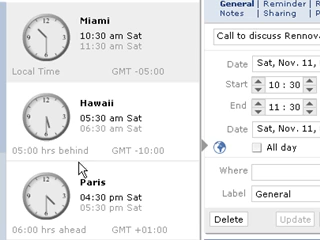 Miami
10:30 am Sat
11:30 am Sat
Local Time GMT -05:00
Hawaii
05:30 am Sat
06:30 am Sat
05:00 hrs behind GMT -10:00
Paris
04:30 pm Sat
05:30 pm Sat
06:00 hrs ahead GMT +01:00
General | Reminder |
Notes | Sharing |
Call to discuss Rennov
Date Sat, Nov. 11,
Start 10 : 30
End 11 : 30
Date Sat, Nov. 11,
All day
Where
Label General
Delete Update